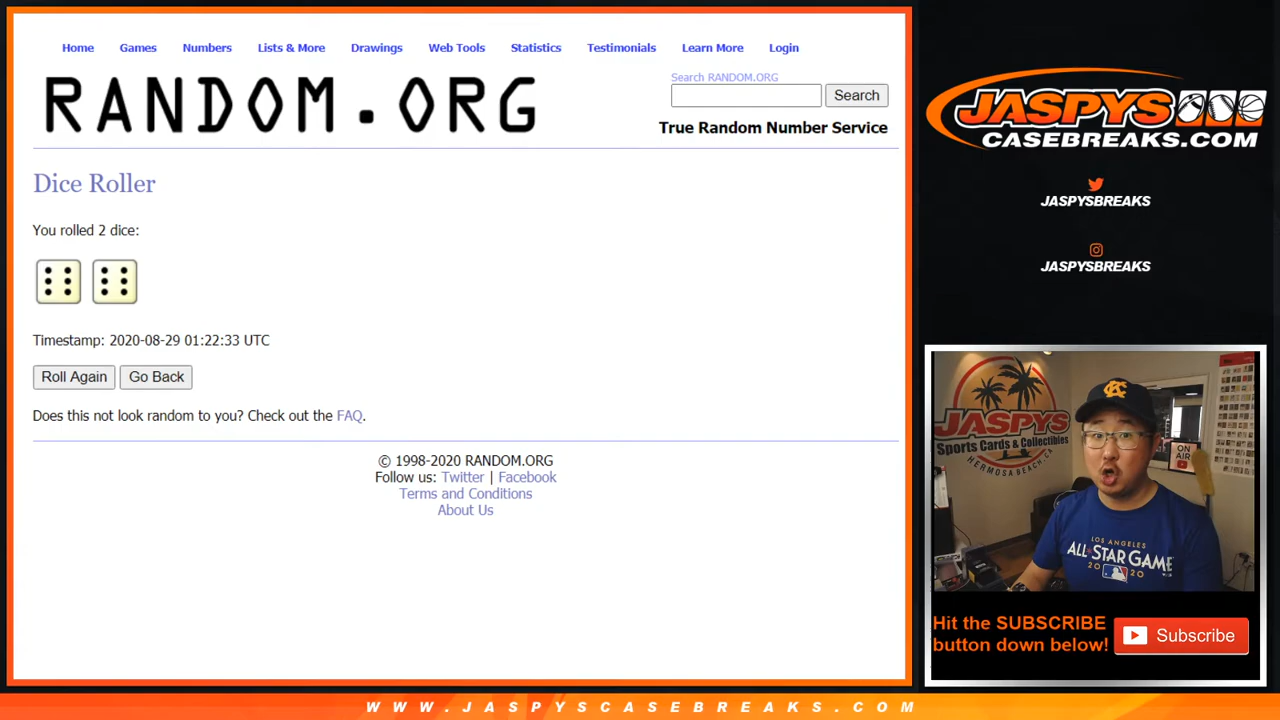 Home Games Numbers Lists & More Drawings Web Tools Statistics Testimonials Learn More Login
RANDOM.ORG
Search RANDOM.ORG
Search
True Random Number Service
Dice Roller
You rolled 2 dice:
Timestamp: 2020-08-29 01:22:33 UTC
Roll Again Go Back
Does this not look random to you? Check out the FAQ.
© 1998-2020 RANDOM.ORG
Follow us: Twitter | Facebook
Terms and Conditions
About Us
JASPYS
CASEBREAKS.COM
JASPYSBREAKS
JASPYSBREAKS
JASPYS
Sports Cards & Collectibles
HERMOSA BEACH, CA
ON
AIR
KC
LOS ANGELES
ALL★STAR GAME
2020
Hit the SUBSCRIBE
button down below!
Subscribe
WWW.JASPYSCASEBREAKS.COM